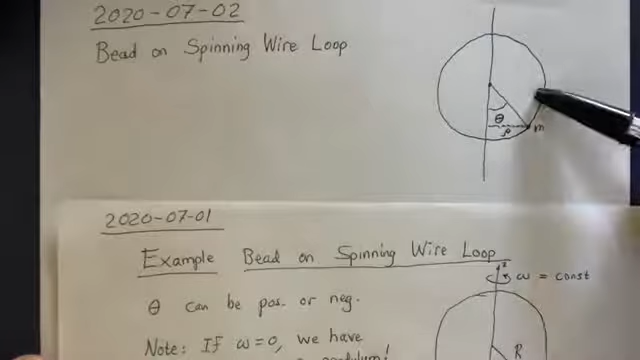 2020-07-02
Bead on Spinning Wire Loop
θ
ρ
m
2020-07-01
Example Bead on Spinning Wire Loop
ω = const
θ can be pos. or neg.
Note: If ω=0, we have
R
pendulum!